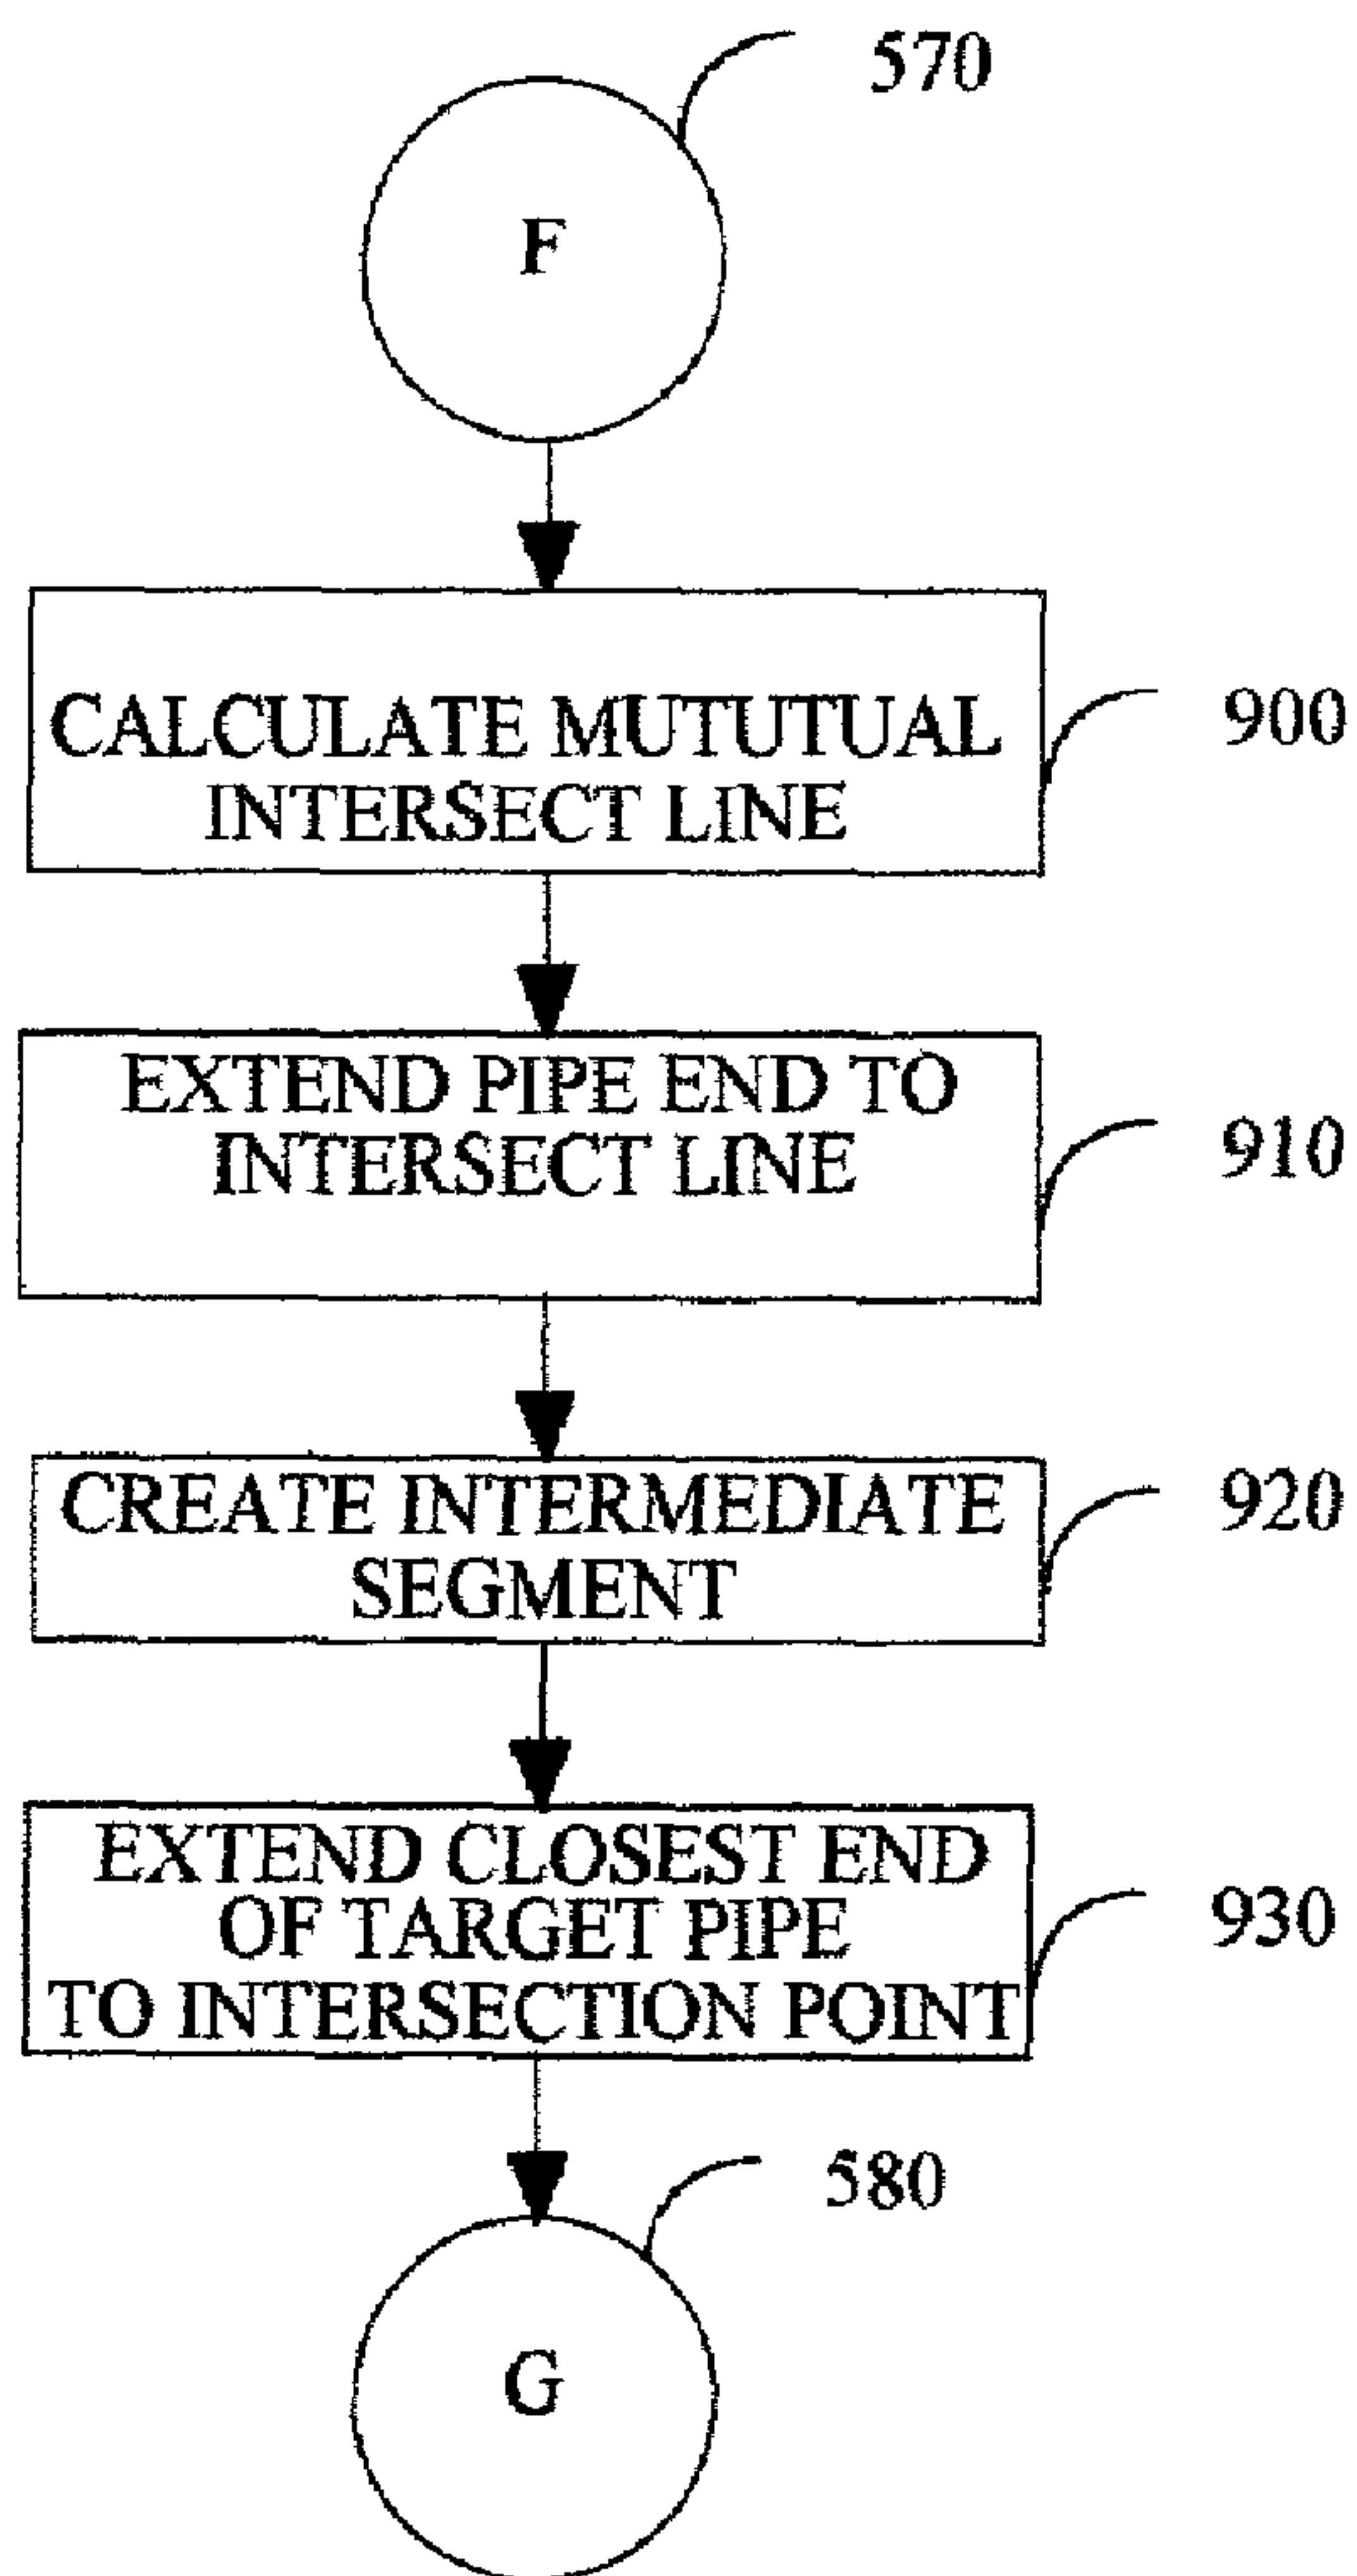 570
F
CALCULATE MUTUTUAL
INTERSECT LINE
900
EXTEND PIPE END TO
INTERSECT LINE
910
CREATE INTERMEDIATE
SEGMENT
920
EXTEND CLOSEST END
OF TARGET PIPE
TO INTERSECTION POINT
930
580
G